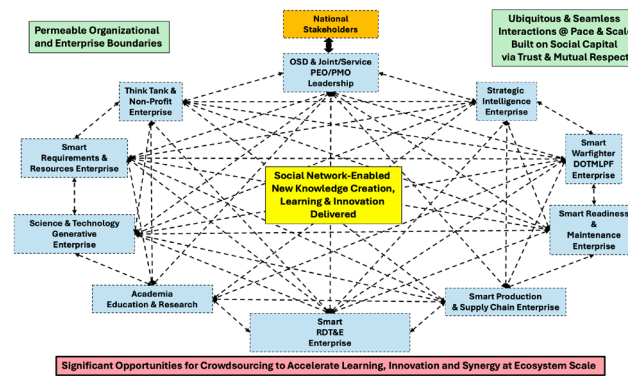 Permeable Organizational
and Enterprise Boundaries
National
Stakeholders
Ubiquitous & Seamless
Interactions @ Pace & Scale
Built on Social Capital
via Trust & Mutual Respect
OSD & Joint/Service
PEO/PMO
Leadership
Think Tank &
Non-Profit
Enterprise
Strategic
Intelligence
Enterprise
Smart
Requirements &
Resources Enterprise
Smart
Warfighter
DOTMLPF
Enterprise
Social Network-Enabled
New Knowledge Creation,
Learning & Innovation
Delivered
Science & Technology
Generative
Enterprise
Smart Readiness
&
Maintenance
Enterprise
Academia
Education & Research
Smart
RDT&E
Enterprise
Smart Production
& Supply Chain Enterprise
Significant Opportunities for Crowdsourcing to Accelerate Learning, Innovation and Synergy at Ecosystem Scale